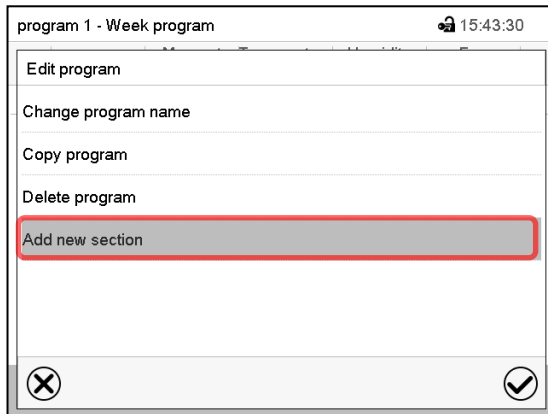 program 1 - Week program 15:43:30
Edit program
Change program name
Copy program
Delete program
Add new section